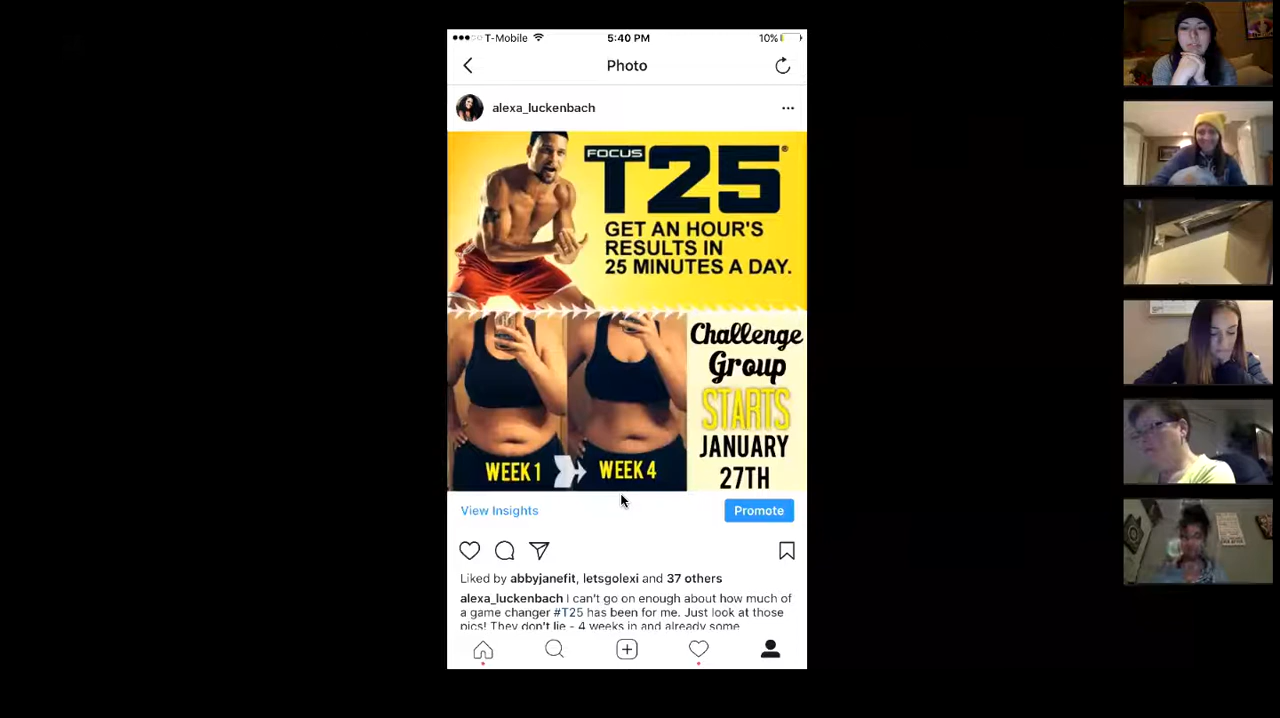 T-Mobile 5:40 PM 10%
Photo
alexa_luckenbach
FOCUS
T25®
GET AN HOUR'S
RESULTS IN
25 MINUTES A DAY.
Challenge
Group
STARTS
JANUARY
27TH
WEEK 1 WEEK 4
View Insights Promote
Liked by abbyjanefit, letsgolexi and 37 others
alexa_luckenbach I can't go on enough about how much of
a game changer #T25 has been for me. Just look at those
pics! They don't lie - 4 weeks in and already some